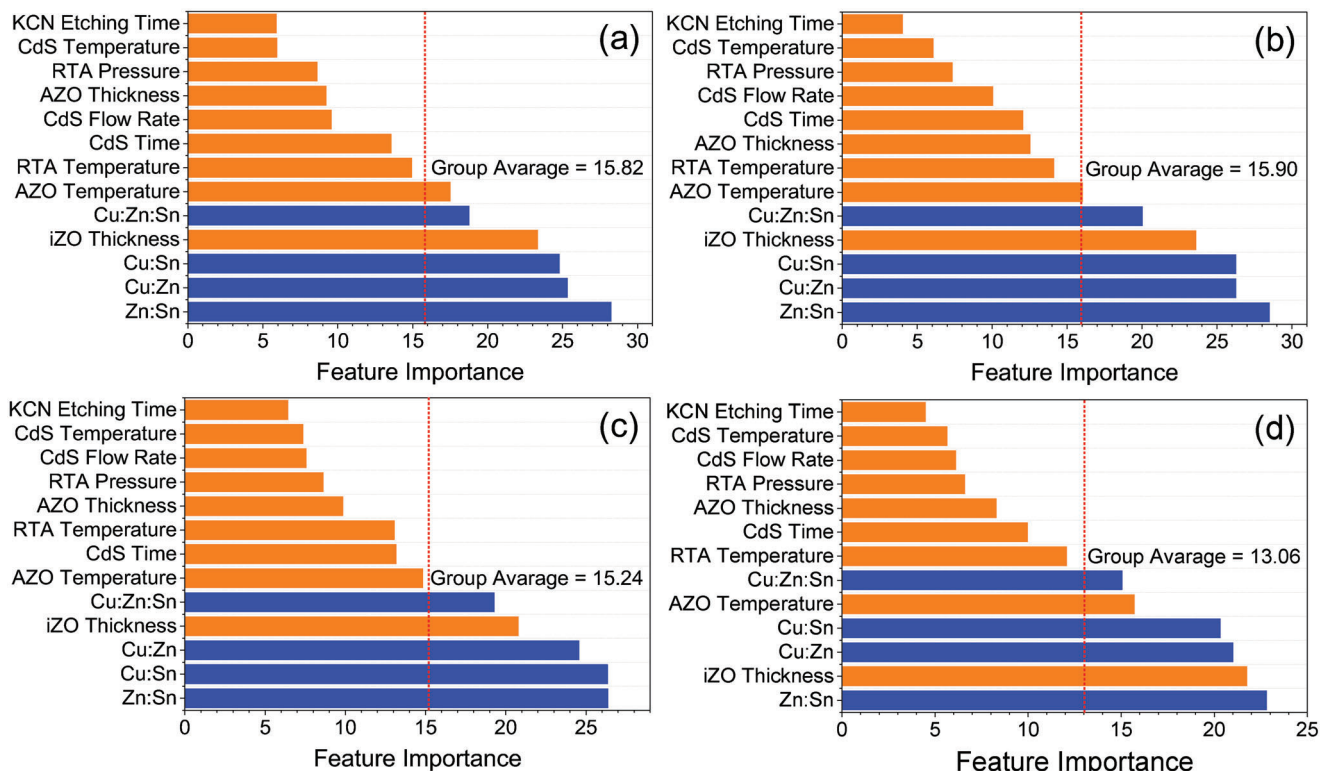 (a)
KCN Etching Time
CdS Temperature
RTA Pressure
AZO Thickness
CdS Flow Rate
CdS Time
RTA Temperature
Group Avarage = 15.82
AZO Temperature
Cu:Zn:Sn
iZO Thickness
Cu:Sn
Cu:Zn
Zn:Sn
0 5 10 15 20 25 30
Feature Importance
(b)
KCN Etching Time
CdS Temperature
RTA Pressure
CdS Flow Rate
CdS Time
AZO Thickness
RTA Temperature
Group Avarage = 15.90
AZO Temperature
Cu:Zn:Sn
iZO Thickness
Cu:Sn
Cu:Zn
Zn:Sn
0 5 10 15 20 25 30
Feature Importance
(c)
KCN Etching Time
CdS Temperature
CdS Flow Rate
RTA Pressure
AZO Thickness
RTA Temperature
CdS Time
AZO Temperature
Group Avarage = 15.24
Cu:Zn:Sn
iZO Thickness
Cu:Zn
Cu:Sn
Zn:Sn
0 5 10 15 20 25
Feature Importance
(d)
KCN Etching Time
CdS Temperature
CdS Flow Rate
RTA Pressure
AZO Thickness
CdS Time
RTA Temperature
Group Avarage = 13.06
Cu:Zn:Sn
AZO Temperature
Cu:Sn
Cu:Zn
iZO Thickness
Zn:Sn
0 5 10 15 20 25
Feature Importance